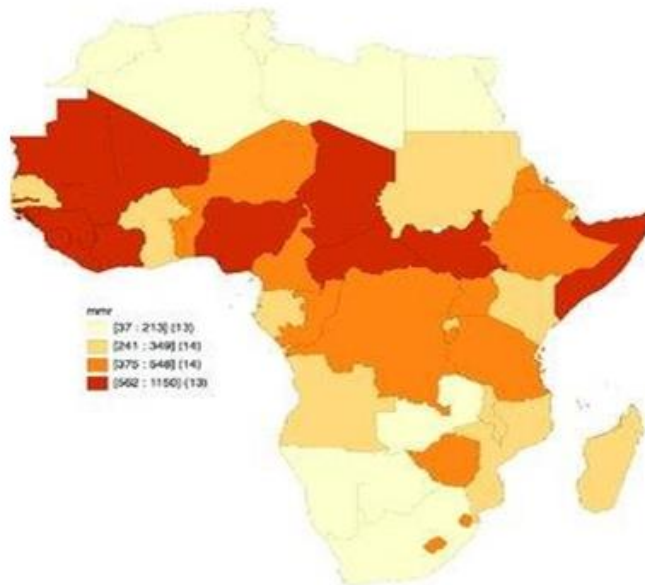 mmr
[37 : 213] (13)
[241 : 349] (14)
[375 : 548] (14)
[562 : 1150] (13)